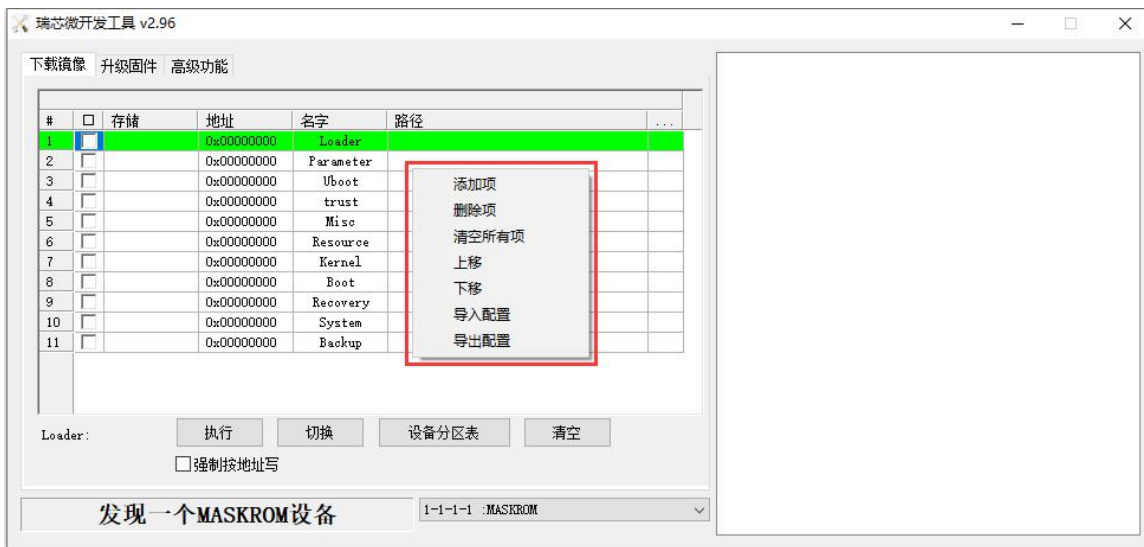 瑞芯微开发工具 v2.96
下载镜像 升级固件 高级功能
# 存储 地址 名字 路径 ...
1 0x00000000 Loader
2 0x00000000 Parameter
3 0x00000000 Uboot
4 0x00000000 trust
5 0x00000000 Misc
6 0x00000000 Resource
7 0x00000000 Kernel
8 0x00000000 Boot
9 0x00000000 Recovery
10 0x00000000 System
11 0x00000000 Backup
添加项
删除项
清空所有项
上移
下移
导入配置
导出配置
Loader: 执行 切换 设备分区表 清空
强制按地址写
发现一个MASKROM设备 1-1-1-1 :MASKROM